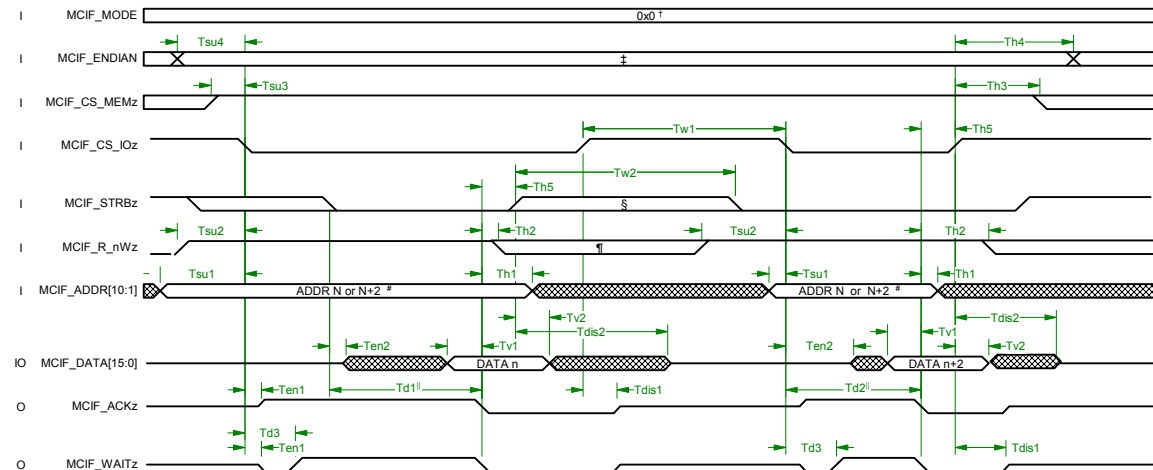 I MCIF_MODE 0x0 †
Tsu4 Th4
I MCIF_ENDIAN ‡
Tsu3 Th3
I MCIF_CS_MEMz
Tw1 Th5
I MCIF_CS_IOz
Tw2
Th5
I MCIF_STRBz §
Tsu2 Th2 Tsu2 Th2
I MCIF_R_nWz ¶
Tsu1 Th1 Tsu1 Th1
I MCIF_ADDR[10:1] ADDR N or N+2 # ADDR N or N+2 #
Tv2 Tdis2
Tdis2
Ten2 Tv1 Ten2 Tv1 Tv2
IO MCIF_DATA[15:0] DATA n DATA n+2
Ten1 Td1|| Tdis1 Td2||
O MCIF_ACKz
Td3
Ten1 Td3 Tdis1
O MCIF_WAITz